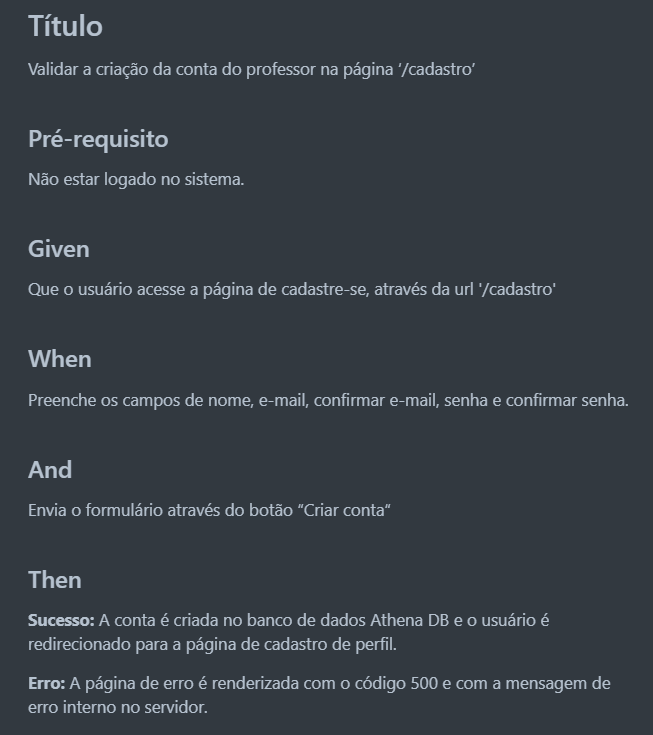 Título
Validar a criação da conta do professor na página ‘/cadastro’
Pré-requisito
Não estar logado no sistema.
Given
Que o usuário acesse a página de cadastre-se, através da url '/cadastro'
When
Preenche os campos de nome, e-mail, confirmar e-mail, senha e confirmar senha.
And
Envia o formulário através do botão “Criar conta”
Then
Sucesso: A conta é criada no banco de dados Athena DB e o usuário é
redirecionado para a página de cadastro de perfil.
Erro: A página de erro é renderizada com o código 500 e com a mensagem de
erro interno no servidor.